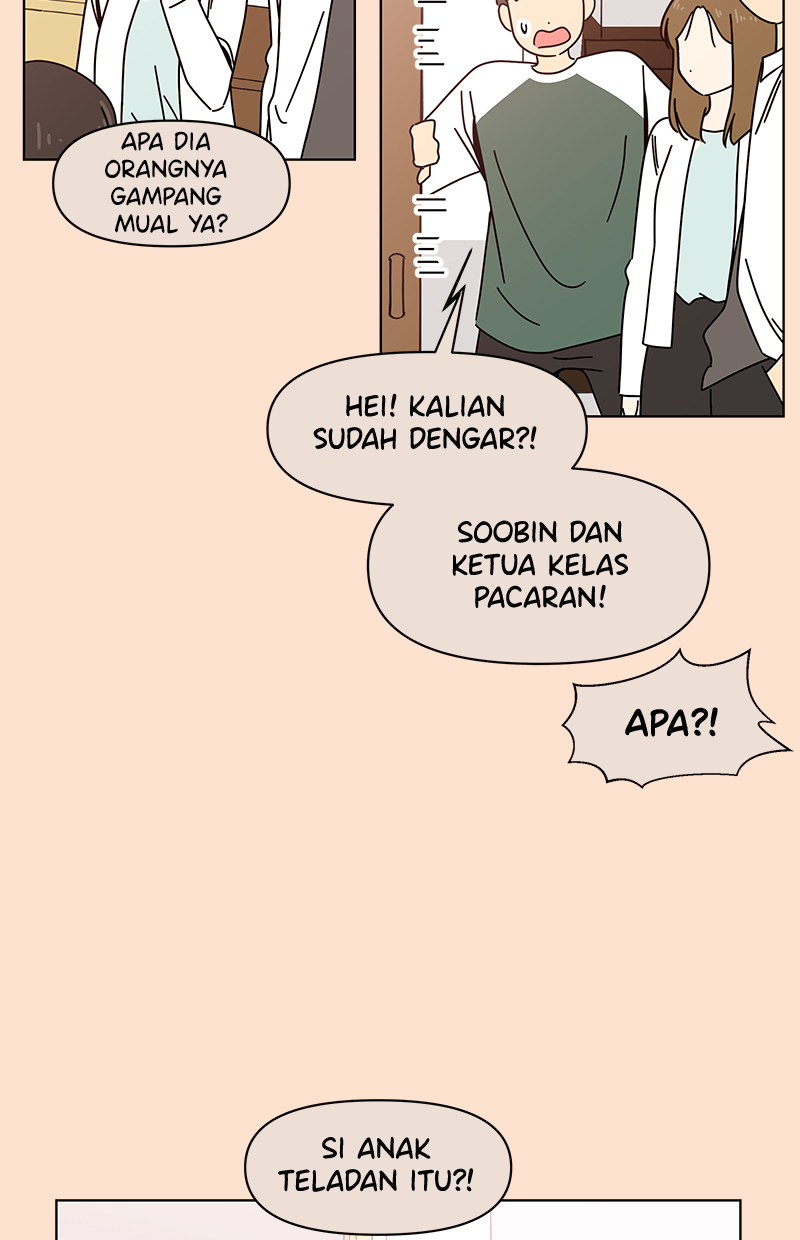 APA DIA
ORANGNYA
GAMPANG
MUAL YA?
HEI! KALIAN
SUDAH DENGAR?!
SOOBIN DAN
KETUA KELAS
PACARAN!
APA?!
SI ANAK
TELADAN ITU?!